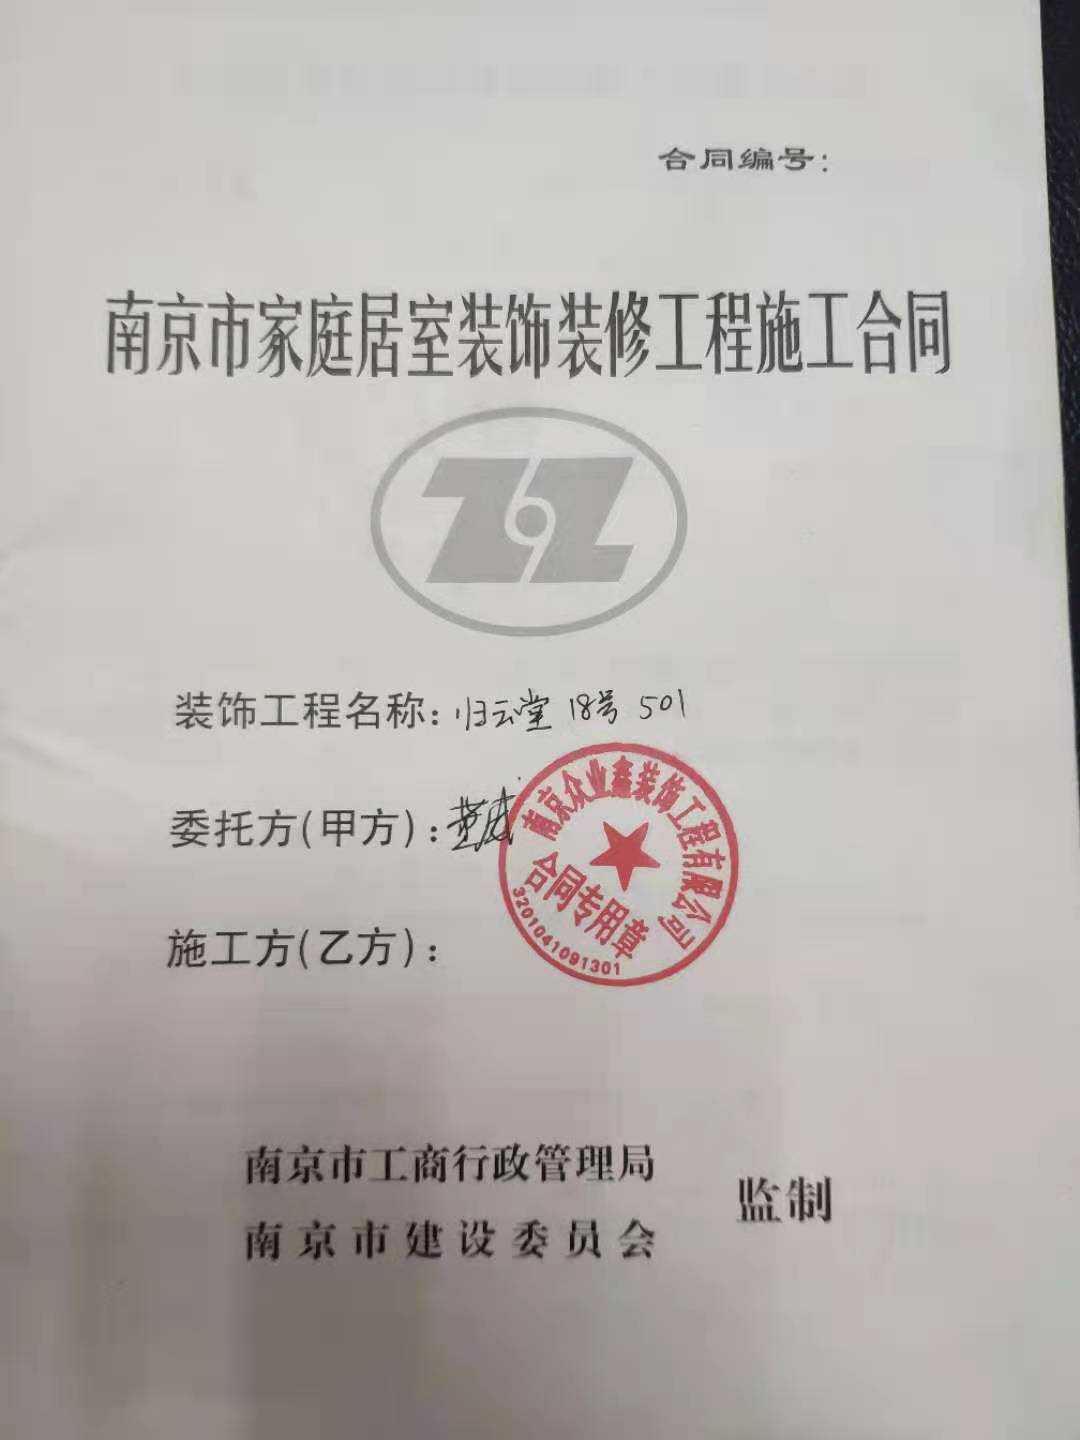 合同编号：
南京市家庭居室装饰装修工程施工合同
装饰工程名称：归云堂 18号 501
委托方(甲方)：
南京众业鑫装饰工程有限公司
合同专用章
3201041091301
施工方(乙方)：
南京市工商行政管理局
南京市建设委员会
监制